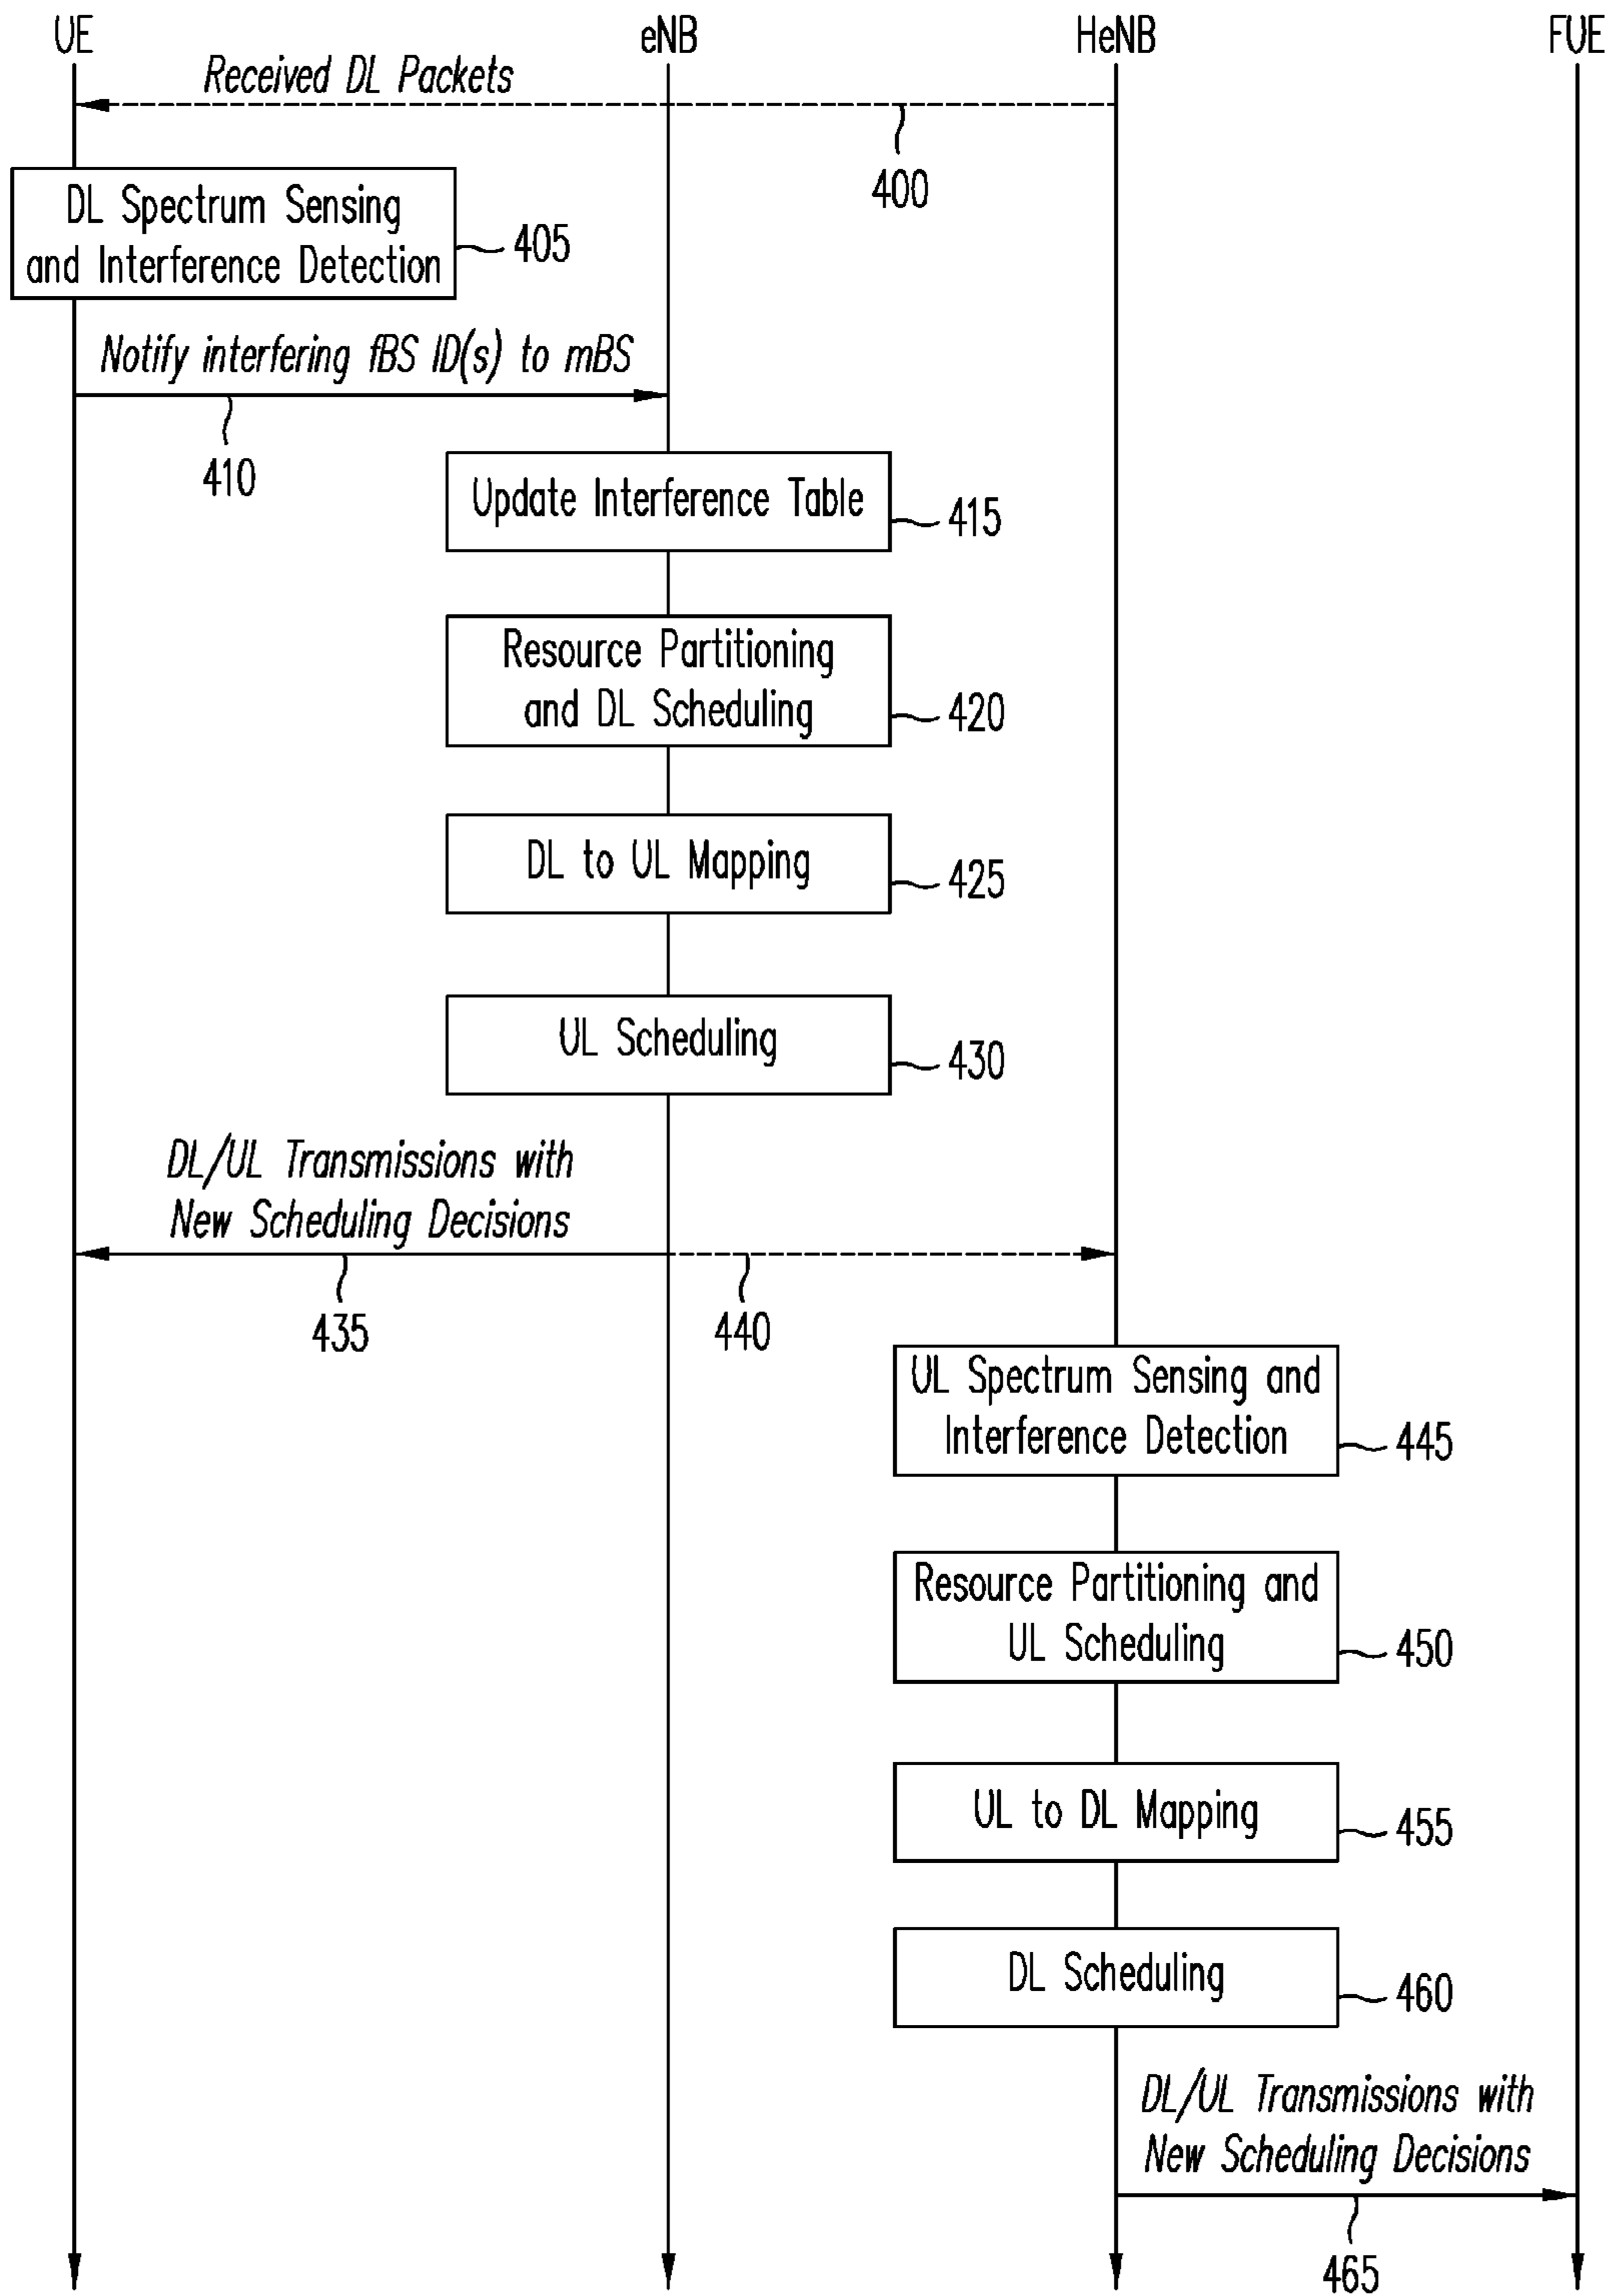 UE
eNB
HeNB
FUE
Received DL Packets
400
DL Spectrum Sensing
and Interference Detection
405
Notify interfering fBS ID(s) to mBS
410
Update Interference Table
415
Resource Partitioning
and DL Scheduling
420
DL to UL Mapping
425
UL Scheduling
430
DL/UL Transmissions with
New Scheduling Decisions
435
440
UL Spectrum Sensing and
Interference Detection
445
Resource Partitioning and
UL Scheduling
450
UL to DL Mapping
455
DL Scheduling
460
DL/UL Transmissions with
New Scheduling Decisions
465